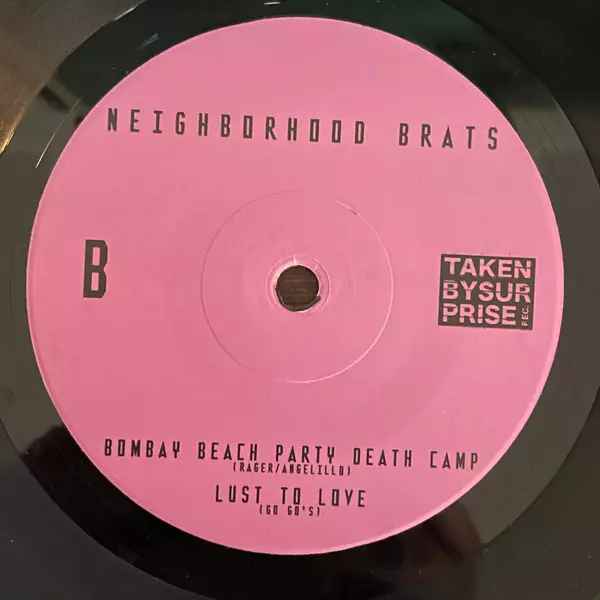 NEIGHBORHOOD BRATS
B
TAKEN
BYSUR
PRISE
REC.
BOMBAY BEACH PARTY DEATH CAMP
(RAGER/ANGELILLO)
LUST TO LOVE
(GO GO'S)